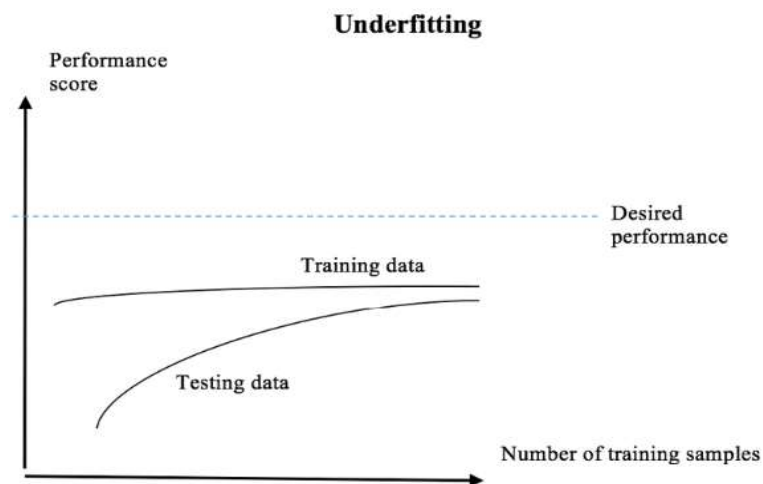 Underfitting
Performance
score
Desired
performance
Training data
Testing data
Number of training samples